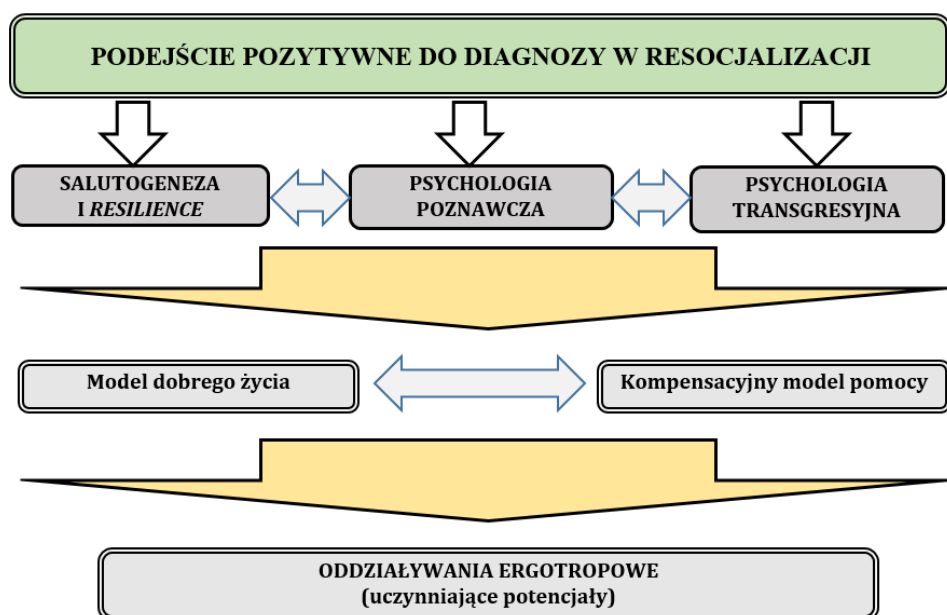 PODEJŚCIE POZYTYWNE DO DIAGNOZY W RESOCJALIZACJI
SALUTOGENEZA
I RESILIENCE
PSYCHOLOGIA
POZNAWCZA
PSYCHOLOGIA
TRANSGRESYJNA
Model dobrego życia
Kompensacyjny model pomocy
ODDZIAŁYWANIA ERGOTROPOWE
(uczynniające potencjały)